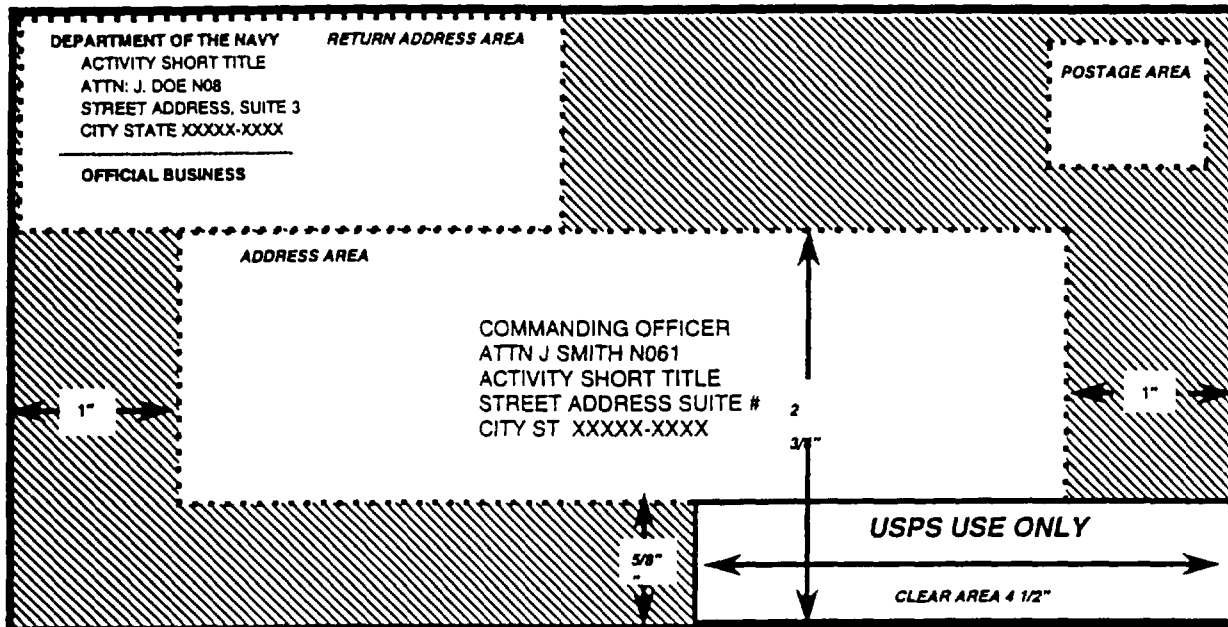 DEPARTMENT OF THE NAVY
RETURN ADDRESS AREA
ACTIVITY SHORT TITLE
ATTN: J. DOE N08
STREET ADDRESS, SUITE 3
CITY STATE XXXXX-XXXX
OFFICIAL BUSINESS
POSTAGE AREA
ADDRESS AREA
COMMANDING OFFICER
ATTN J SMITH N061
ACTIVITY SHORT TITLE
STREET ADDRESS SUITE #
CITY ST XXXXX-XXXX
1"
2
1"
5/8"
"
USPS USE ONLY
CLEAR AREA 4 1/2"